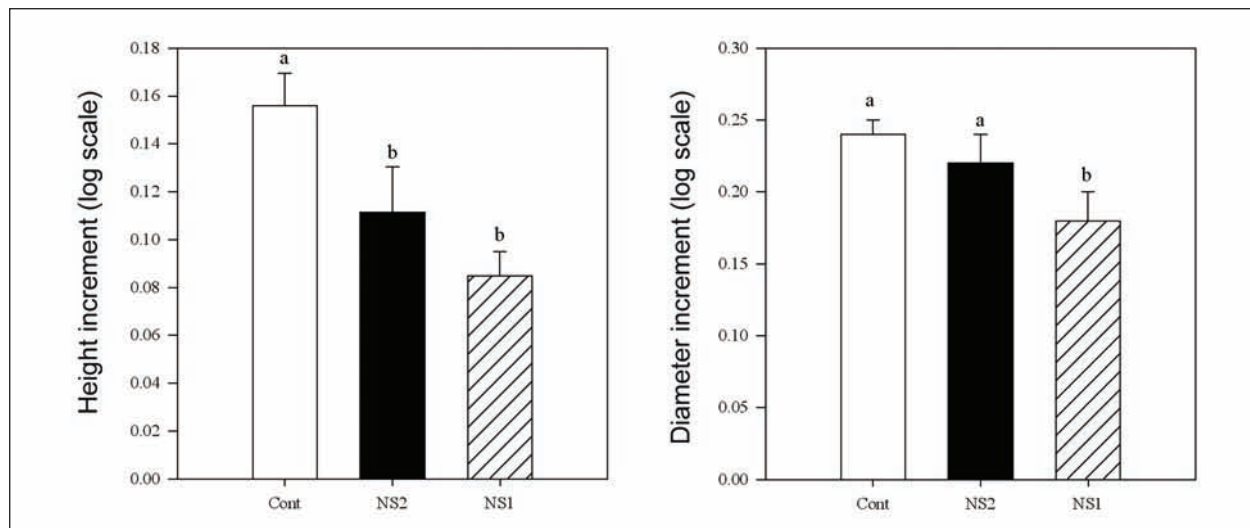 Height increment (log scale)
0.18
0.16
0.14
0.12
0.10
0.08
0.06
0.04
0.02
0.00
a
b
b
Cont
NS2
NS1
Diameter increment (log scale)
0.30
0.25
0.20
0.15
0.10
0.05
0.00
a
a
b
Cont
NS2
NS1